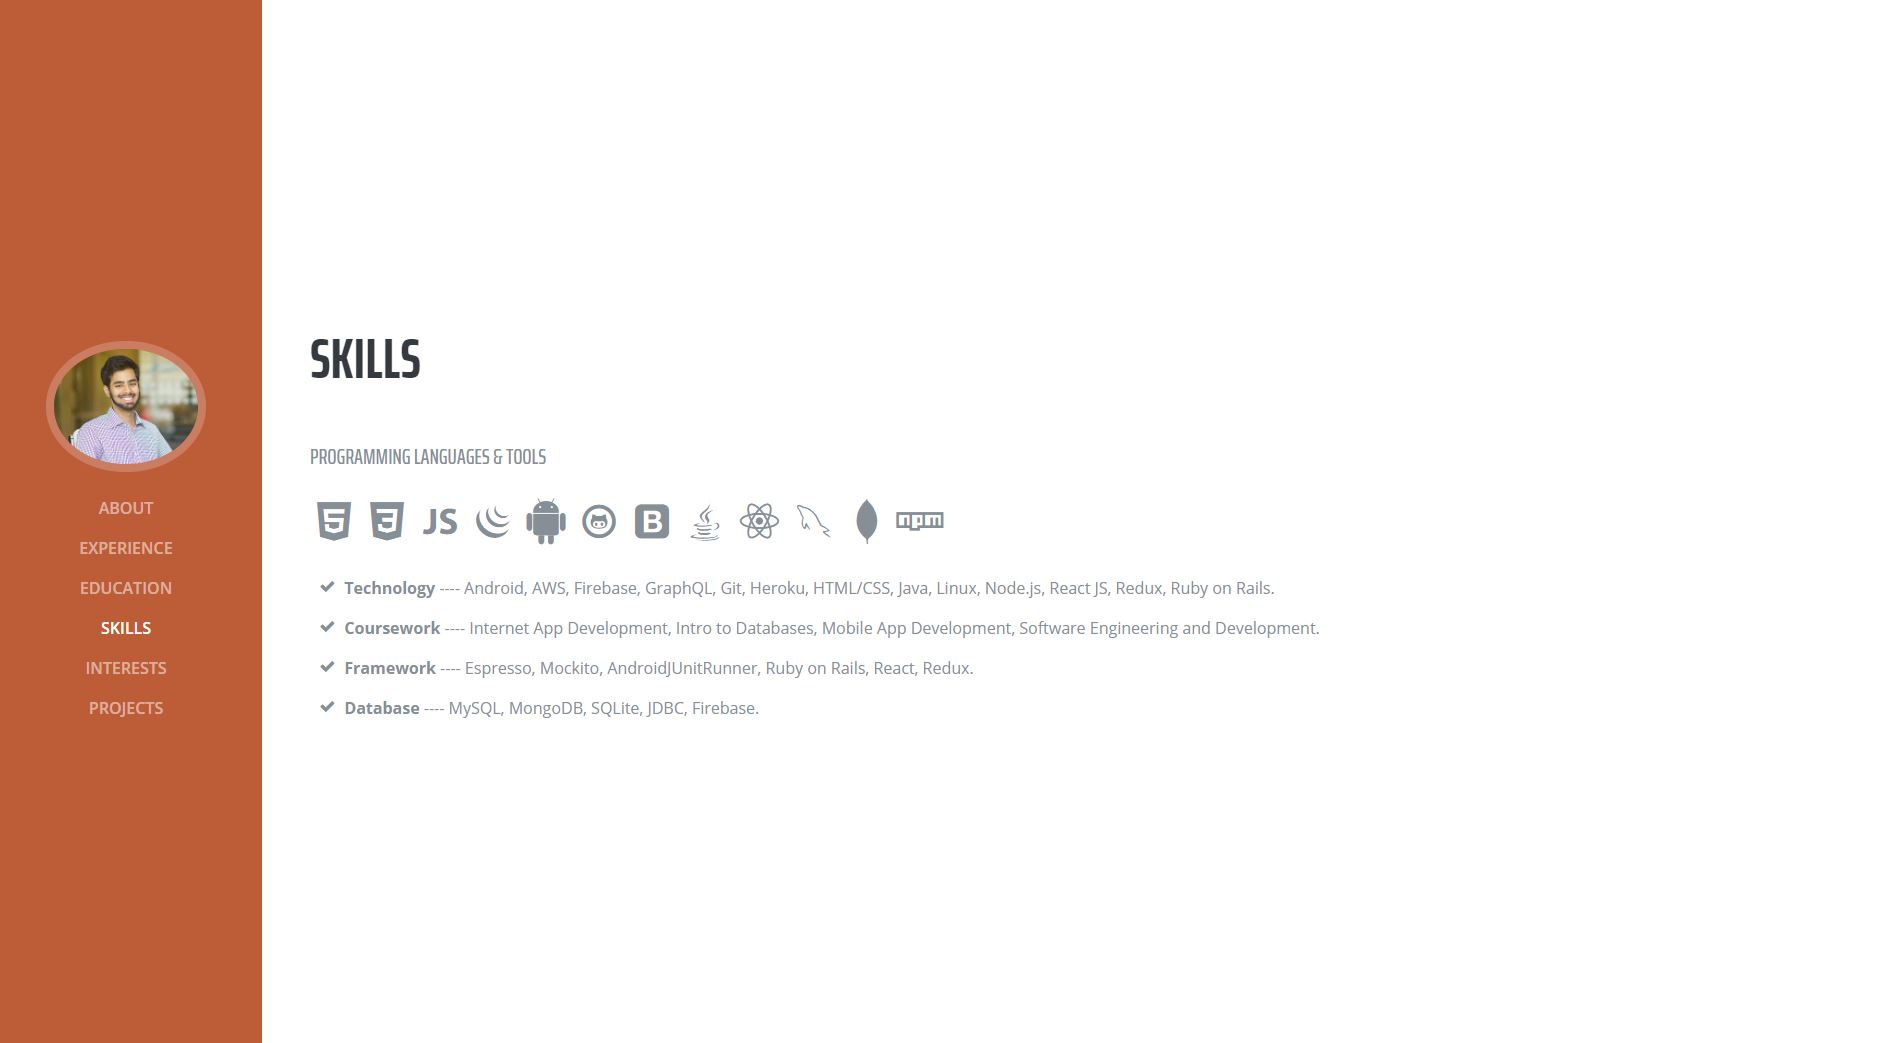 ABOUT
EXPERIENCE
EDUCATION
SKILLS
INTERESTS
PROJECTS
SKILLS
PROGRAMMING LANGUAGES & TOOLS
5 3 JS B npm
Technology ---- Android, AWS, Firebase, GraphQL, Git, Heroku, HTML/CSS, Java, Linux, Node.js, React JS, Redux, Ruby on Rails.
Coursework ---- Internet App Development, Intro to Databases, Mobile App Development, Software Engineering and Development.
Framework ---- Espresso, Mockito, AndroidJUnitRunner, Ruby on Rails, React, Redux.
Database ---- MySQL, MongoDB, SQLite, JDBC, Firebase.